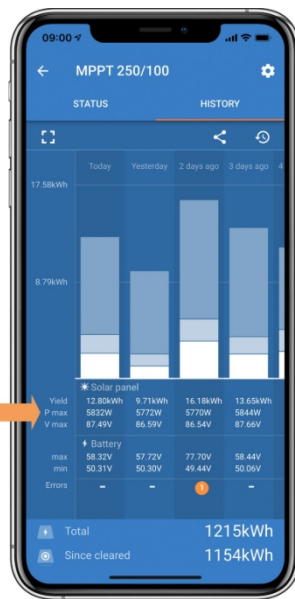 09:00
MPPT 250/100
STATUS HISTORY
Today Yesterday 2 days ago 3 days ago 4
17.58kWh
8.79kWh
Solar panel
Yield 12.80kWh 9.71kWh 16.18kWh 13.65kWh
P max 5832W 5772W 5770W 5844W
V max 87.49V 86.59V 86.54V 87.66V
Battery
max 58.32V 57.72V 77.70V 58.44V
min 50.31V 50.30V 49.44V 50.06V
Errors - - 1 -
Total 1215kWh
Since cleared 1154kWh